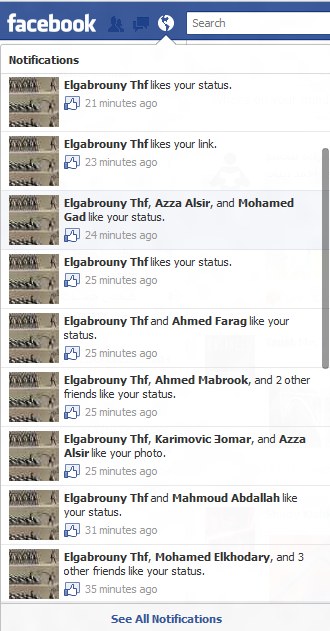 facebook
Search
Notifications
Elgabrouny Thf likes your status.
21 minutes ago
Elgabrouny Thf likes your link.
23 minutes ago
Elgabrouny Thf, Azza Alsir, and Mohamed
Gad like your status.
24 minutes ago
Elgabrouny Thf likes your status.
25 minutes ago
Elgabrouny Thf and Ahmed Farag like your
status.
25 minutes ago
Elgabrouny Thf, Ahmed Mabrook, and 2 other
friends like your status.
25 minutes ago
Elgabrouny Thf, Karimovic 3omar, and Azza
Alsir like your photo.
25 minutes ago
Elgabrouny Thf and Mahmoud Abdallah like
your status.
31 minutes ago
Elgabrouny Thf, Mohamed Elkhodary, and 3
other friends like your status.
35 minutes ago
See All Notifications